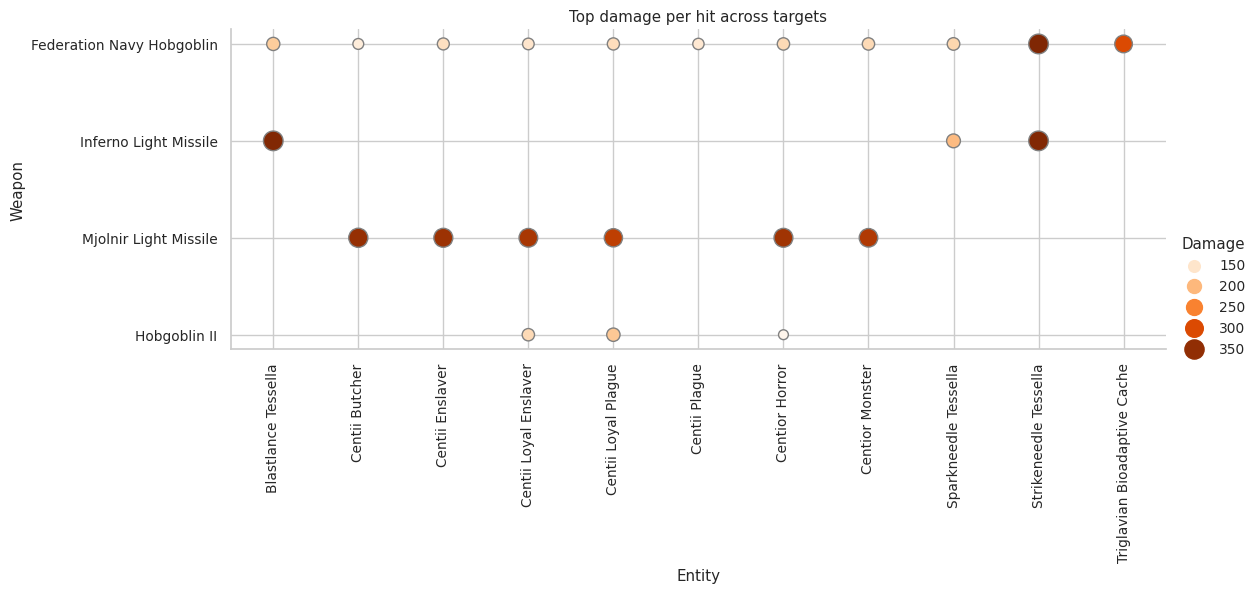 Top damage per hit across targets
Weapon
Federation Navy Hobgoblin
Inferno Light Missile
Mjolnir Light Missile
Hobgoblin II
Blastlance Tessella
Centii Butcher
Centii Enslaver
Centii Loyal Enslaver
Centii Loyal Plague
Centii Plague
Centior Horror
Centior Monster
Sparkneedle Tessella
Strikeneedle Tessella
Triglavian Bioadaptive Cache
Entity
Damage
150
200
250
300
350